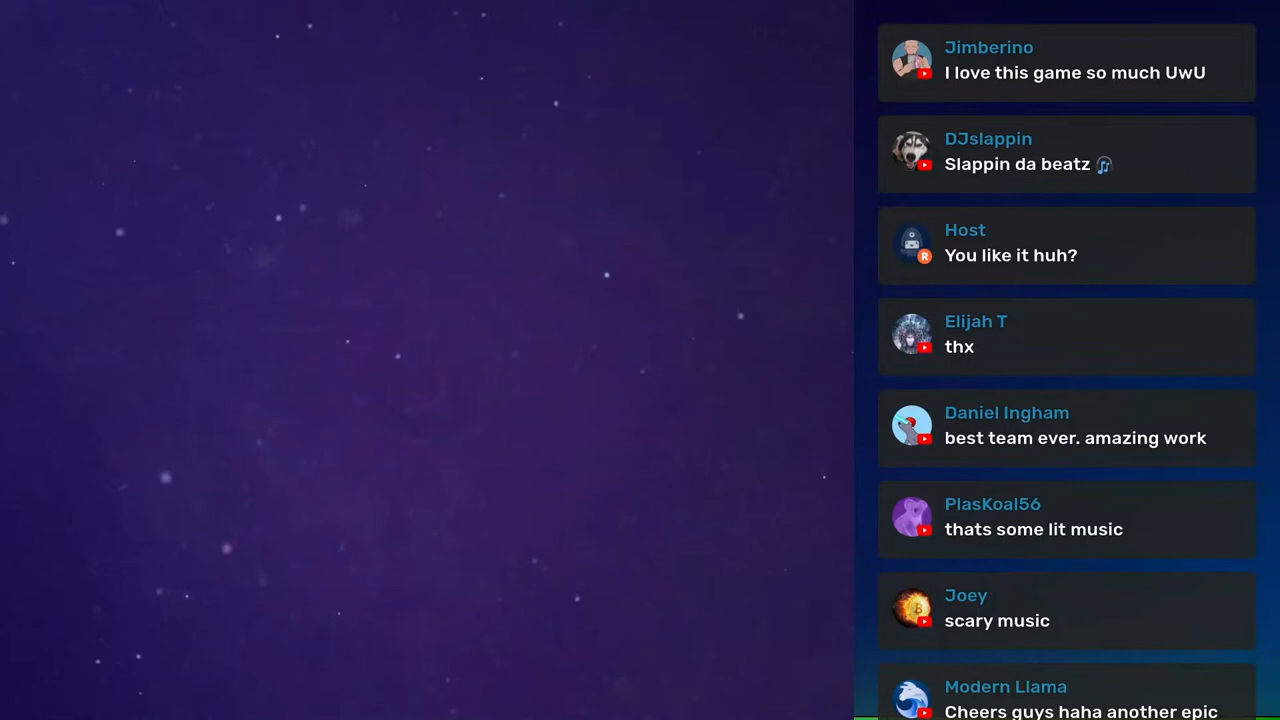 Jimberino
I love this game so much UwU
DJslappin
Slappin da beatz
Host
You like it huh?
Elijah T
thx
Daniel Ingham
best team ever. amazing work
PlasKoal56
thats some lit music
Joey
scary music
Modern Llama
Cheers guys haha another epic